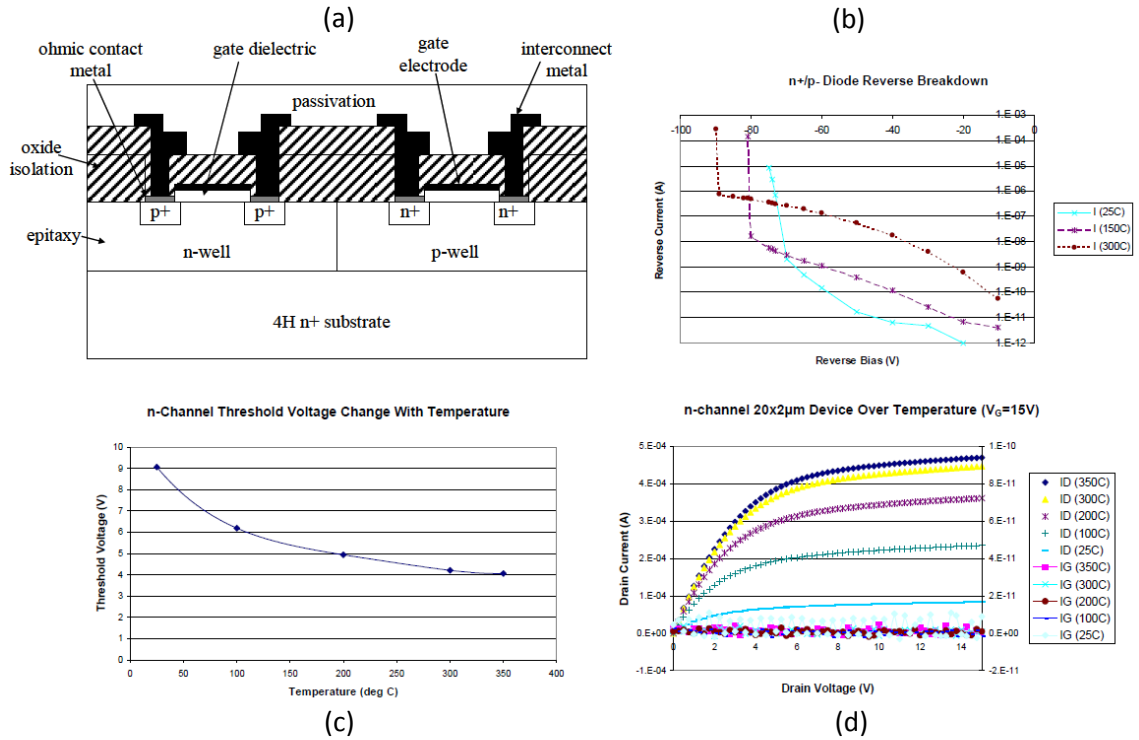 (a)
ohmic contact
metal
gate dielectric
gate
electrode
interconnect
metal
passivation
oxide
isolation
p+
p+
n+
n+
epitaxy
n-well
p-well
4H n+ substrate
(b)
n+/p- Diode Reverse Breakdown
-100
-80
-60
-40
-20
0
1.E-03
1.E-04
1.E-05
1.E-06
1.E-07
1.E-08
1.E-09
1.E-10
1.E-11
1.E-12
Reverse Current (A)
Reverse Bias (V)
I (25C)
I (150C)
I (300C)
n-Channel Threshold Voltage Change With Temperature
Threshold Voltage (V)
10
9
8
7
6
5
4
3
2
1
0
0
50
100
150
200
250
300
350
400
Temperature (deg C)
(c)
n-channel 20x2µm Device Over Temperature (VG=15V)
Drain Current (A)
5.E-04
4.E-04
3.E-04
2.E-04
1.E-04
0.E+00
-1.E-04
1.E-10
8.E-11
6.E-11
4.E-11
2.E-11
0.E+00
-2.E-11
0
2
4
6
8
10
12
14
Drain Voltage (V)
ID (350C)
ID (300C)
ID (200C)
ID (100C)
ID (25C)
IG (350C)
IG (300C)
IG (200C)
IG (100C)
IG (25C)
(d)